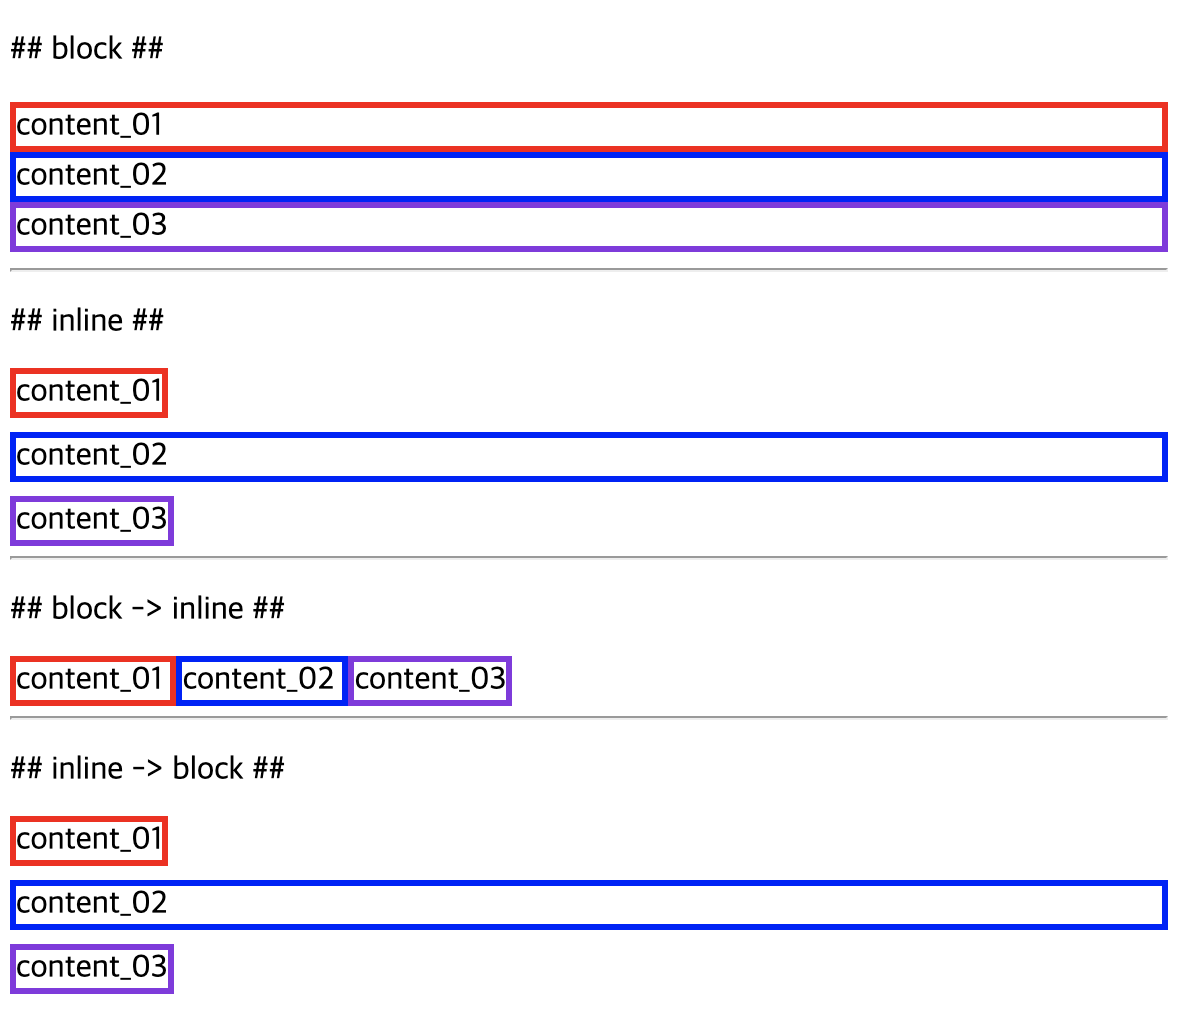 ## block ##
content_01
content_02
content_03
## inline ##
content_01
content_02
content_03
## block -> inline ##
content_01 content_02 content_03
## inline -> block ##
content_01
content_02
content_03